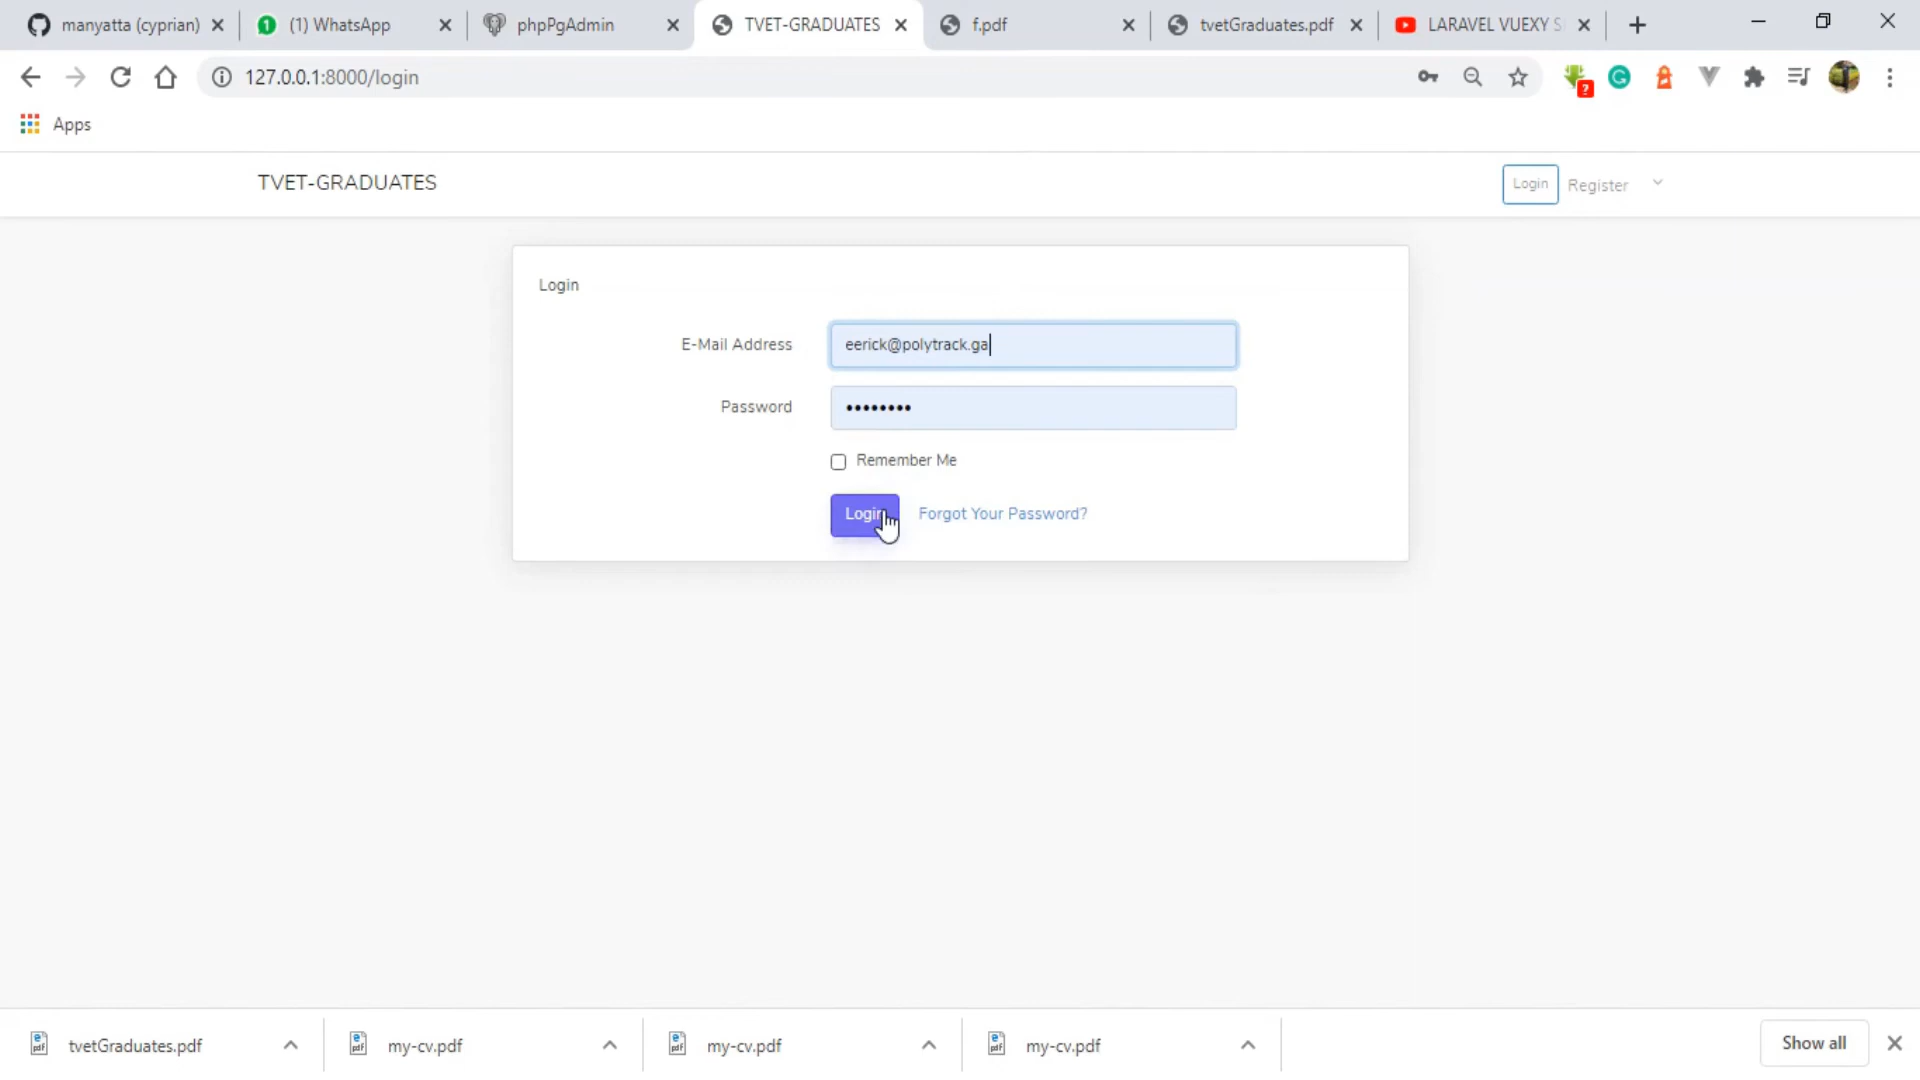 manyatta (cyprian)
1
(1) WhatsApp
phpPgAdmin
TVET-GRADUATES
f.pdf
tvetGraduates.pdf
LARAVEL VUEXY S
127.0.0.1:8000/login
?
Apps
TVET-GRADUATES
Login
Register
Login
E-Mail Address
eerick@polytrack.ga
Password
Remember Me
Login
Forgot Your Password?
tvetGraduates.pdf
my-cv.pdf
my-cv.pdf
my-cv.pdf
Show all